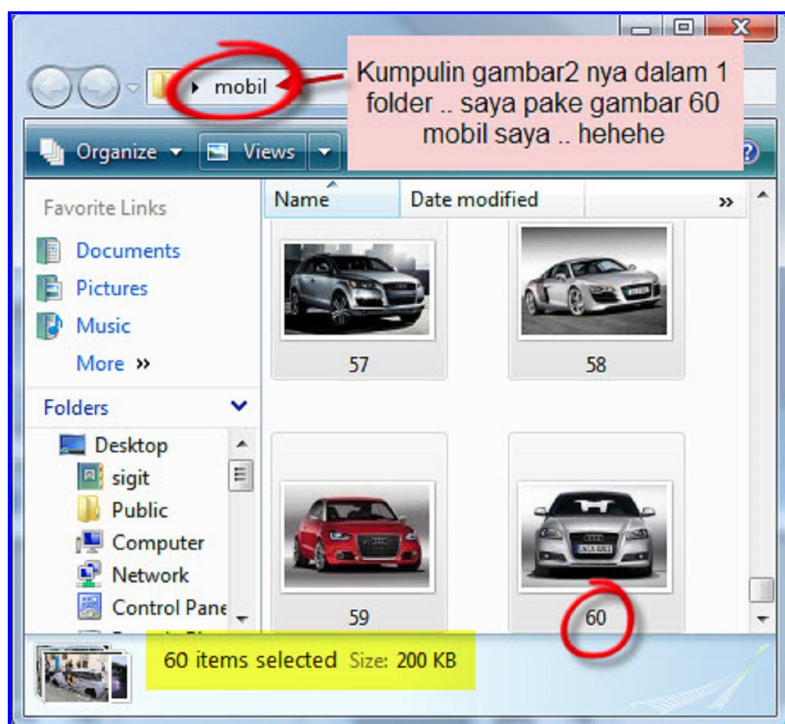 mobil
Kumpulin gambar2 nya dalam 1
folder .. saya pake gambar 60
mobil saya .. hehehe
Organize
Views
Favorite Links
Documents
Pictures
Music
More »
Name
Date modified
»
57
58
59
60
Folders
Desktop
sigit
Public
Computer
Network
Control Pane
60 items selected Size: 200 KB